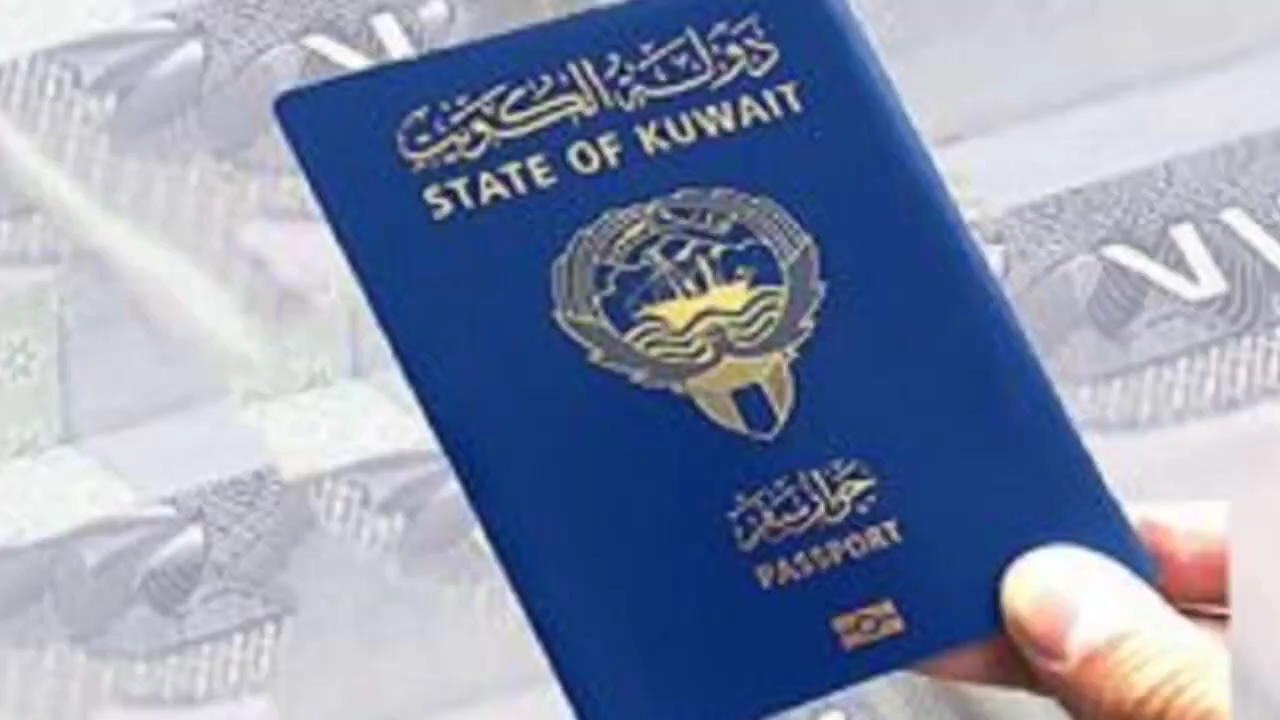 دولة الكويت
STATE OF KUWAIT
جواز سفر
PASSPORT